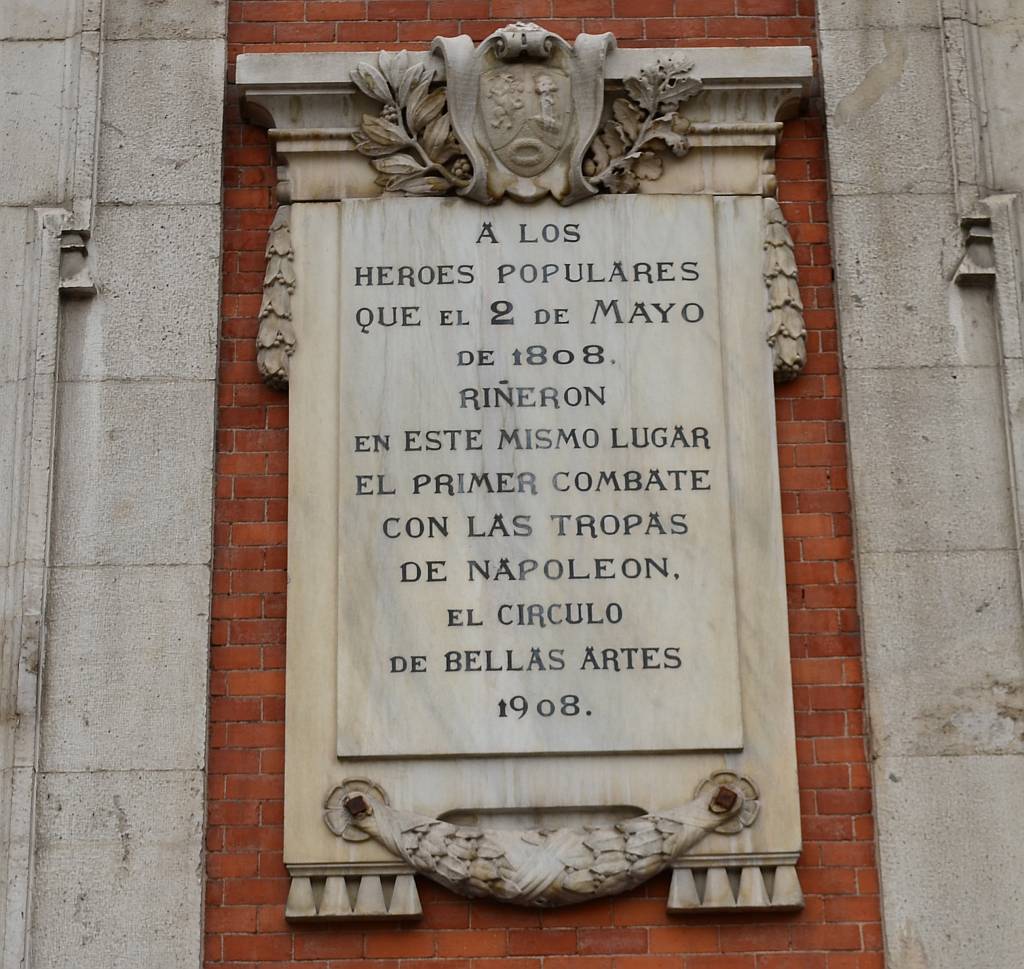 A LOS
HEROES POPULARES
QUE EL 2 DE MAYO
DE 1808.
RIÑERON
EN ESTE MISMO LUGAR
EL PRIMER COMBATE
CON LAS TROPAS
DE NAPOLEON,
EL CIRCULO
DE BELLAS ARTES
1908.